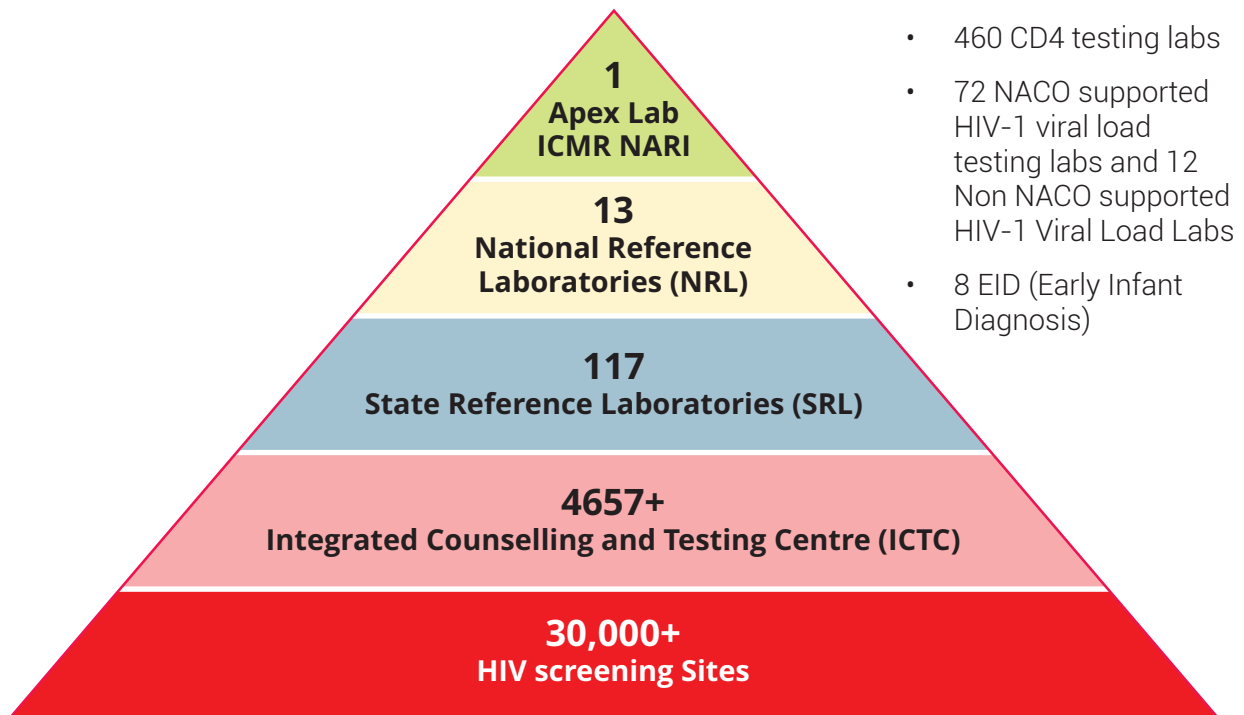 1
Apex Lab
ICMR NARI
13
National Reference
Laboratories (NRL)
117
State Reference Laboratories (SRL)
4657+
Integrated Counselling and Testing Centre (ICTC)
30,000+
HIV screening Sites
• 460 CD4 testing labs
• 72 NACO supported
HIV-1 viral load
testing labs and 12
Non NACO supported
HIV-1 Viral Load Labs
• 8 EID (Early Infant
Diagnosis)